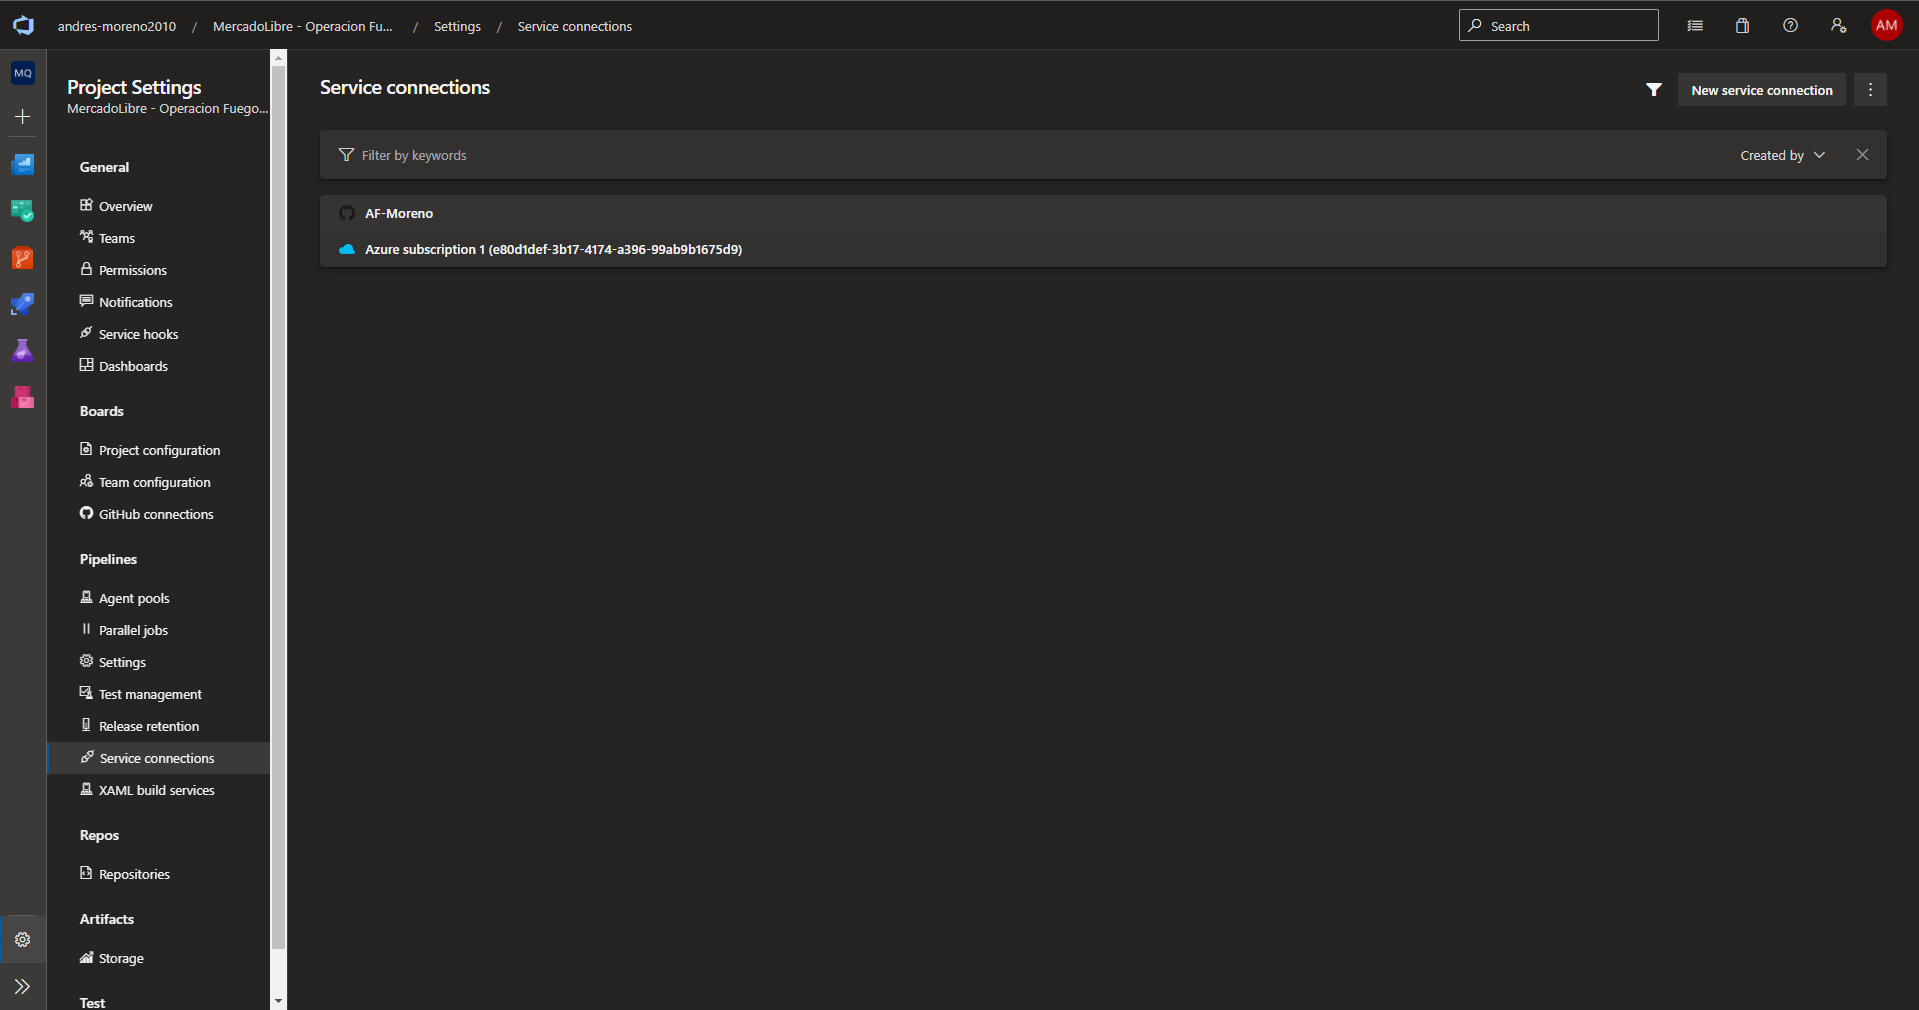 andres-moreno2010 / MercadoLibre - Operacion Fu... / Settings / Service connections
Search
AM
MQ
Project Settings
MercadoLibre - Operacion Fuego...
General
Overview
Teams
Permissions
Notifications
Service hooks
Dashboards
Boards
Project configuration
Team configuration
GitHub connections
Pipelines
Agent pools
Parallel jobs
Settings
Test management
Release retention
Service connections
XAML build services
Repos
Repositories
Artifacts
Storage
Test
Service connections
New service connection
Filter by keywords
Created by
AF-Moreno
Azure subscription 1 (e80d1def-3b17-4174-a396-99ab9b1675d9)